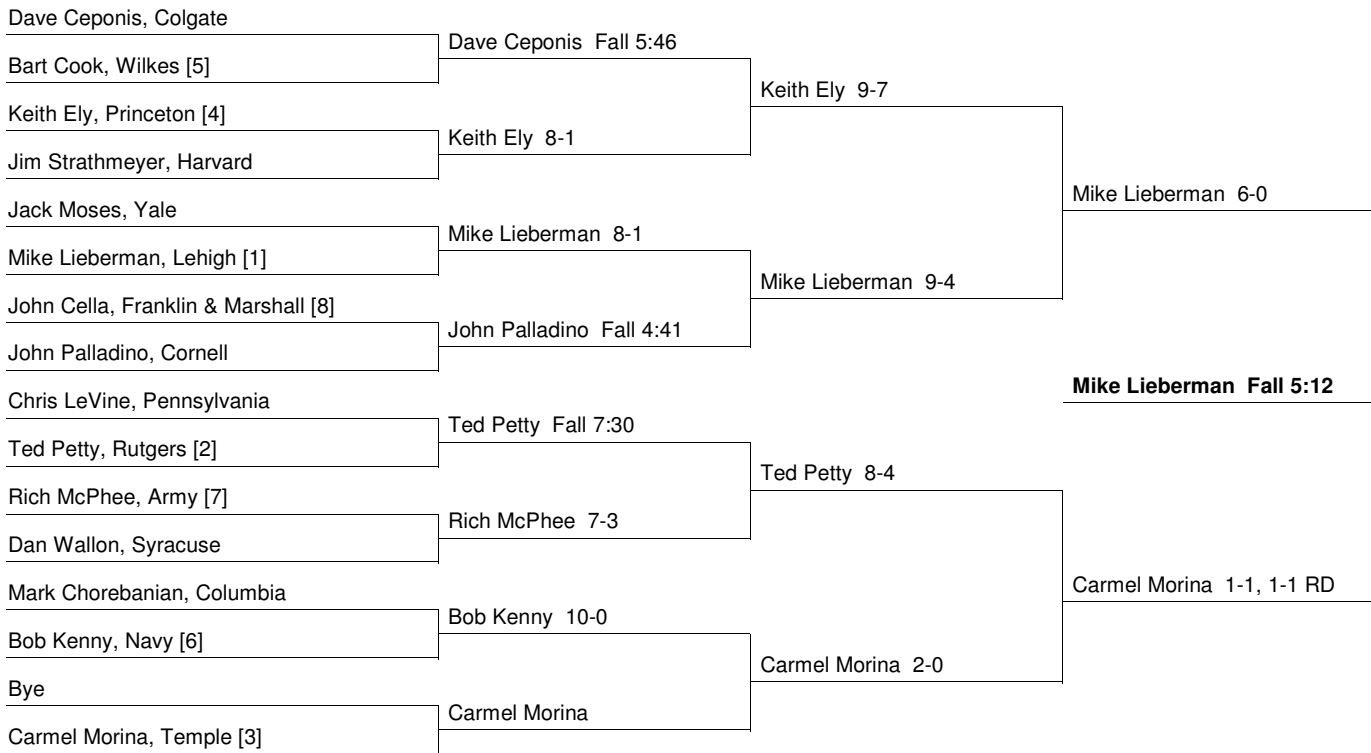 Dave Ceponis, Colgate
Bart Cook, Wilkes [5]
Keith Ely, Princeton [4]
Jim Strathmeyer, Harvard
Jack Moses, Yale
Mike Lieberman, Lehigh [1]
John Cella, Franklin & Marshall [8]
John Palladino, Cornell
Chris LeVine, Pennsylvania
Ted Petty, Rutgers [2]
Rich McPhee, Army [7]
Dan Wallon, Syracuse
Mark Chorebanian, Columbia
Bob Kenny, Navy [6]
Bye
Carmel Morina, Temple [3]
Dave Ceponis Fall 5:46
Keith Ely 8-1
Mike Lieberman 8-1
John Palladino Fall 4:41
Ted Petty Fall 7:30
Rich McPhee 7-3
Bob Kenny 10-0
Carmel Morina
Keith Ely 9-7
Mike Lieberman 9-4
Ted Petty 8-4
Carmel Morina 2-0
Mike Lieberman 6-0
Mike Lieberman Fall 5:12
Carmel Morina 1-1, 1-1 RD